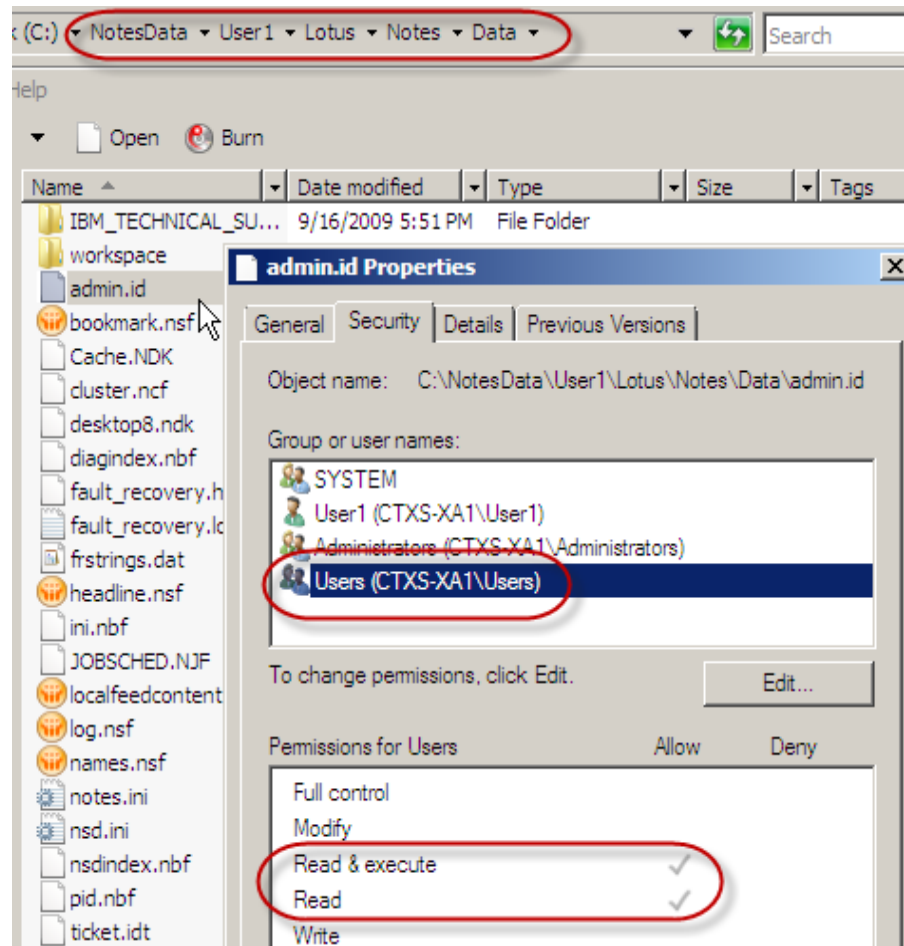 k (C:) NotesData User1 Lotus Notes Data Search
Help
Open Burn
Name Date modified Type Size Tags
IBM_TECHNICAL_SU... 9/16/2009 5:51 PM File Folder
workspace
admin.id
bookmark.nsf
Cache.NDK
cluster.ncf
desktop8.ndk
diagindex.nbf
fault_recovery.h
fault_recovery.lc
frstrings.dat
headline.nsf
ini.nbf
JOBSCHED.NJF
localfeedcontent
log.nsf
names.nsf
notes.ini
nsd.ini
nsdindex.nbf
pid.nbf
ticket.idt
admin.id Properties
General Security Details Previous Versions
Object name: C:\NotesData\User1\Lotus\Notes\Data\admin.id
Group or user names:
SYSTEM
User1 (CTXS-XA1\User1)
Administrators (CTXS-XA1\Administrators)
Users (CTXS-XA1\Users)
To change permissions, click Edit.
Edit...
Permissions for Users Allow Deny
Full control
Modify
Read & execute
Read
Write